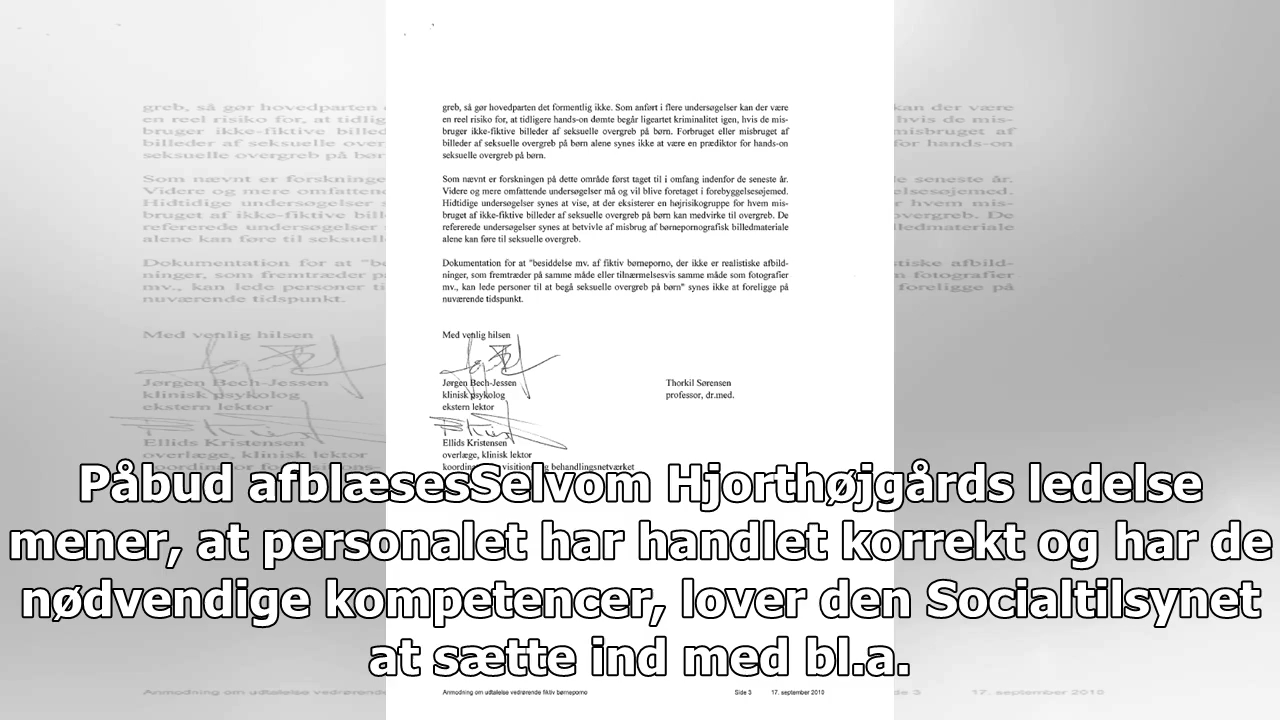 greb, så gør hovedparten det formentlig ikke. Som anført i flere undersøgelser kan der være
en reel risiko for, at tidligere hands-on dømte begår ligeartet kriminalitet igen, hvis de mis-
bruger ikke-fiktive billeder af seksuelle overgreb på børn. Forbruget eller misbruget af
billeder af seksuelle overgreb på børn alene synes ikke at være en prædiktor for hands-on
seksuelle overgreb på børn.
Som nævnt er forskningen på dette område først taget til i omfang indenfor de seneste år.
Videre og mere omfattende undersøgelser må og vil blive foretaget i forebyggelsesøjemed.
Hidtidige undersøgelser synes at vise, at der eksisterer en højrisikogruppe for hvem mis-
bruget af ikke-fiktive billeder af seksuelle overgreb på børn kan medvirke til overgreb. De
refererede undersøgelser synes at betvivle af misbrug af børnepornografisk billedmateriale
alene kan føre til seksuelle overgreb.
Dokumentation for at "besiddelse mv. af fiktiv børneporno, der ikke er realistiske afbild-
ninger, som fremtræder på samme måde eller tilnærmelsesvis samme måde som fotografier
mv., kan lede personer til at begå seksuelle overgreb på børn" synes ikke at foreligge på
nuværende tidspunkt.
Med venlig hilsen
Jørgen Bech-Jessen Thorkil Sørensen
klinisk psykolog professor, dr.med.
ekstern lektor
Ellids Kristensen
overlæge, klinisk lektor
PåbudafblæsesSelvom Hjorthøjgårds ledelse
mener, at personalet har handlet korrekt og har de
nødvendige kompetencer, lover den Socialtilsynet
at sætte ind med bl.a.
Anmodning om udtalelse vedrørende fiktiv børneporno Side 3 17. september 2010